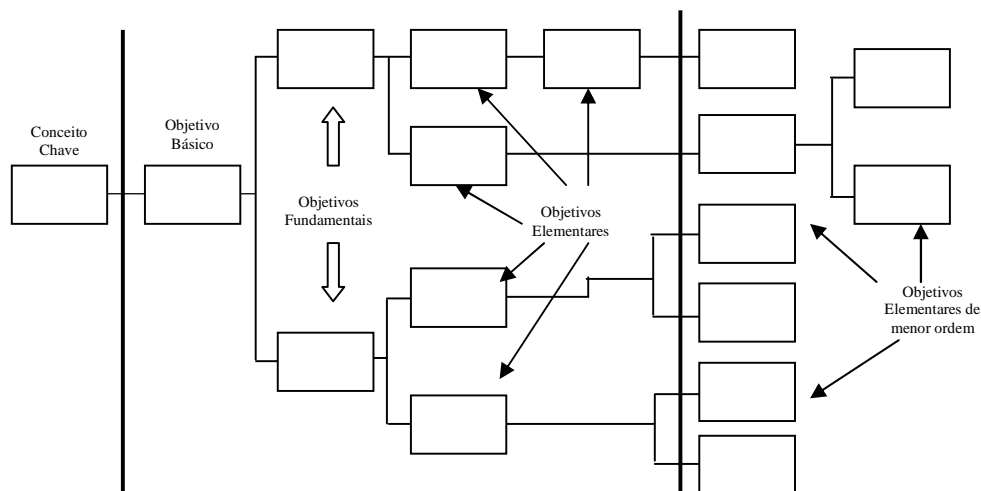 Conceito
Chave
Objetivo
Básico
Objetivos
Fundamentais
Objetivos
Elementares
Objetivos
Elementares de
menor ordem